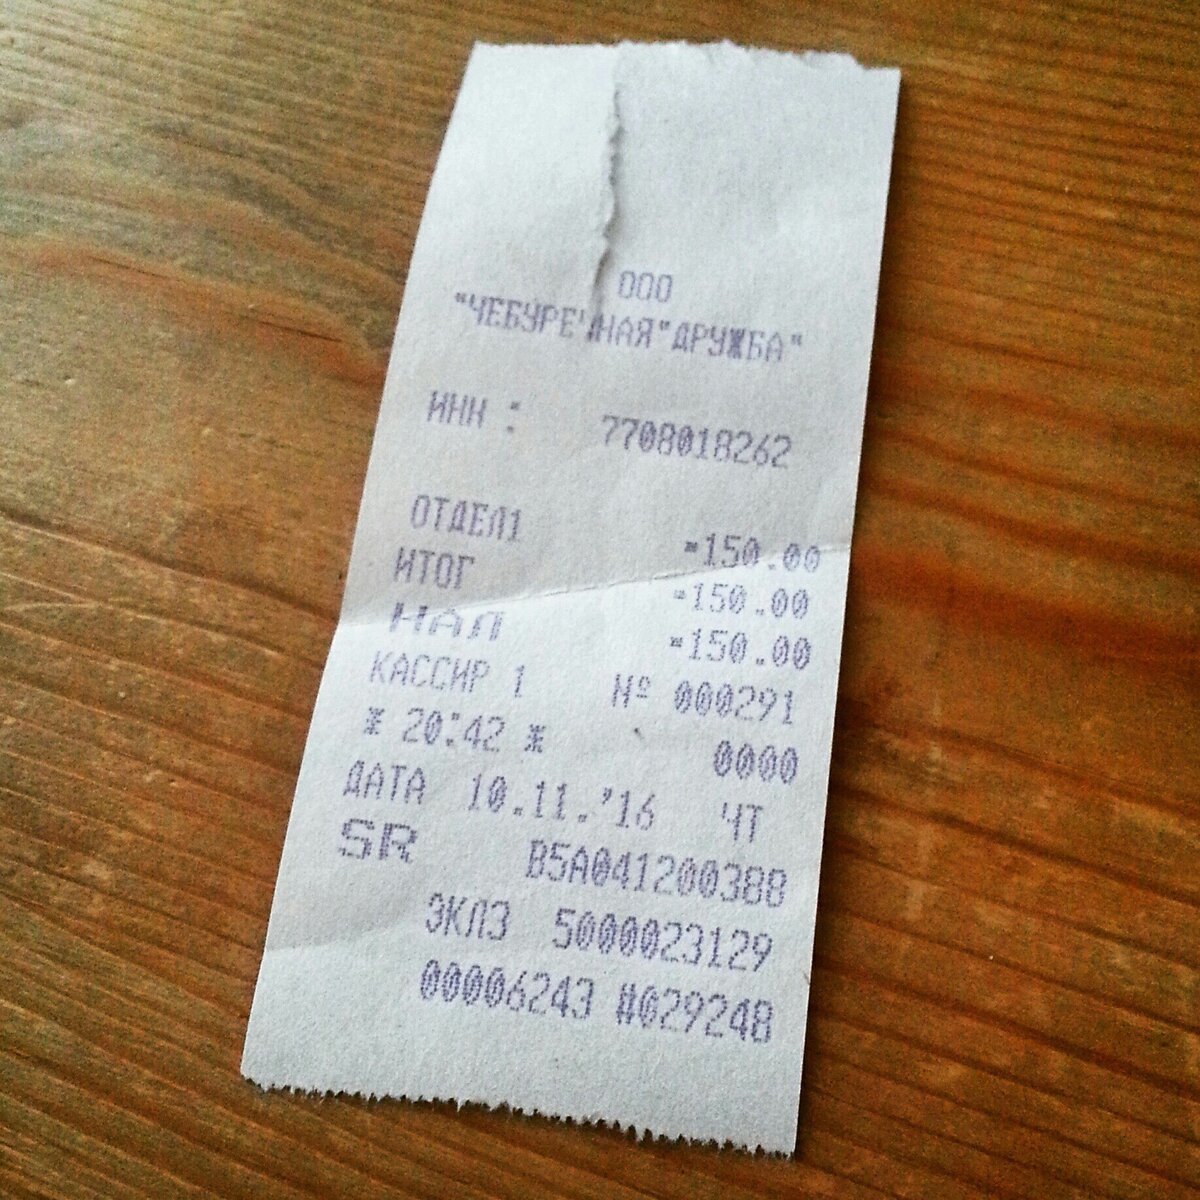 ООО
"ЧЕБУРЕЧНАЯ"ДРУЖБА"
ИНН : 7708018262
ОТДЕЛ1 =150.00
ИТОГ =150.00
НАЛ =150.00
КАССИР 1 № 000291
* 20:42 * 0000
ДАТА 10.11.'16 ЧТ
SR B5A041200388
ЭКЛЗ 5000023129
00006243 #029248